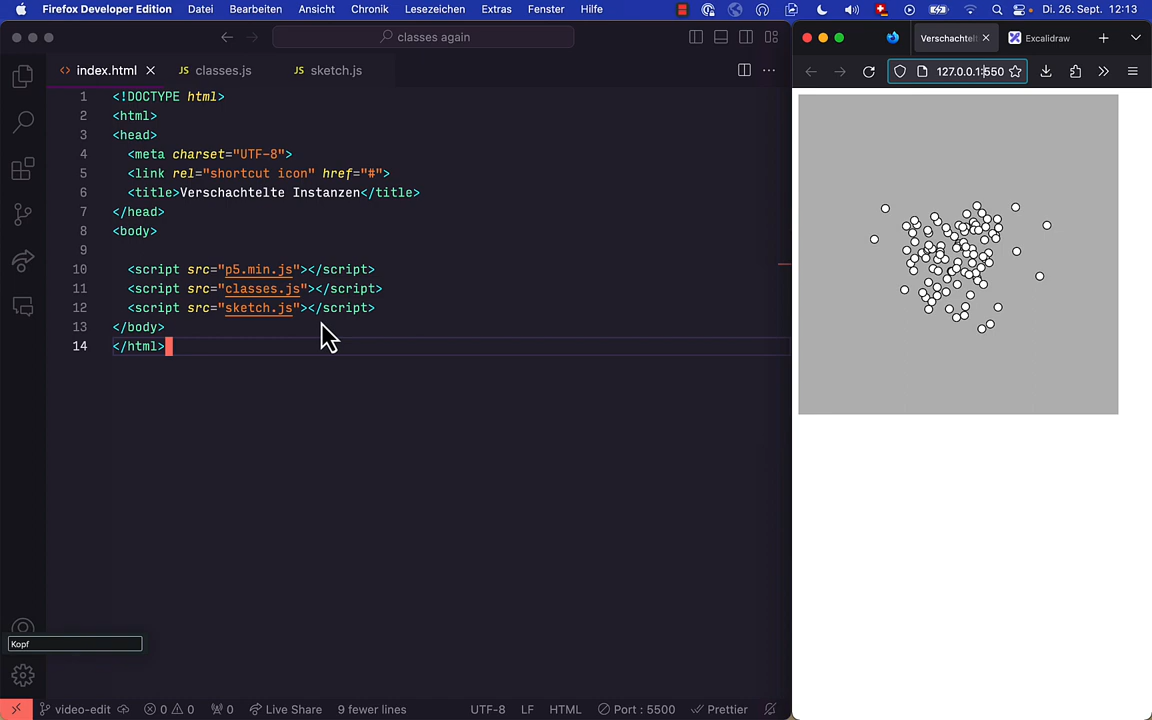 Firefox Developer Edition Datei Bearbeiten Ansicht Chronik Lesezeichen Extras Fenster Hilfe Di. 26. Sept. 12:13
classes again
Verschachtelt
Excalidraw
index.html
JS classes.js
JS sketch.js
127.0.0.1:550
1 <!DOCTYPE html>
2 <html>
3 <head>
4 <meta charset="UTF-8">
5 <link rel="shortcut icon" href="#">
6 <title>Verschachtelte Instanzen</title>
7 </head>
8 <body>
9
10 <script src="p5.min.js"></script>
11 <script src="classes.js"></script>
12 <script src="sketch.js"></script>
13 </body>
14 </html>
Kopf
video-edit 0 0 0 Live Share 9 fewer lines UTF-8 LF HTML Port : 5500 Prettier